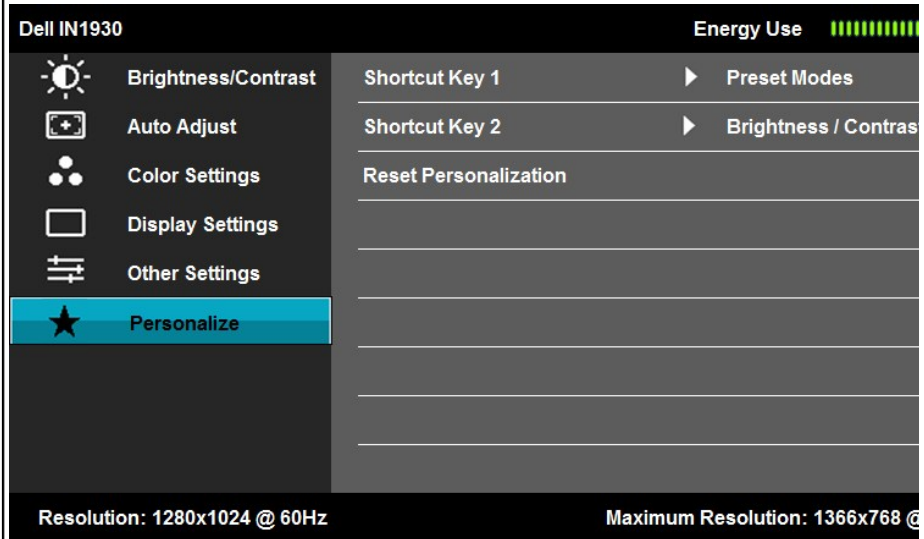 Dell IN1930 Energy Use
Brightness/Contrast Shortcut Key 1 Preset Modes
Auto Adjust Shortcut Key 2 Brightness / Contras
Color Settings Reset Personalization
Display Settings
Other Settings
Personalize
Resolution: 1280x1024 @ 60Hz Maximum Resolution: 1366x768 @